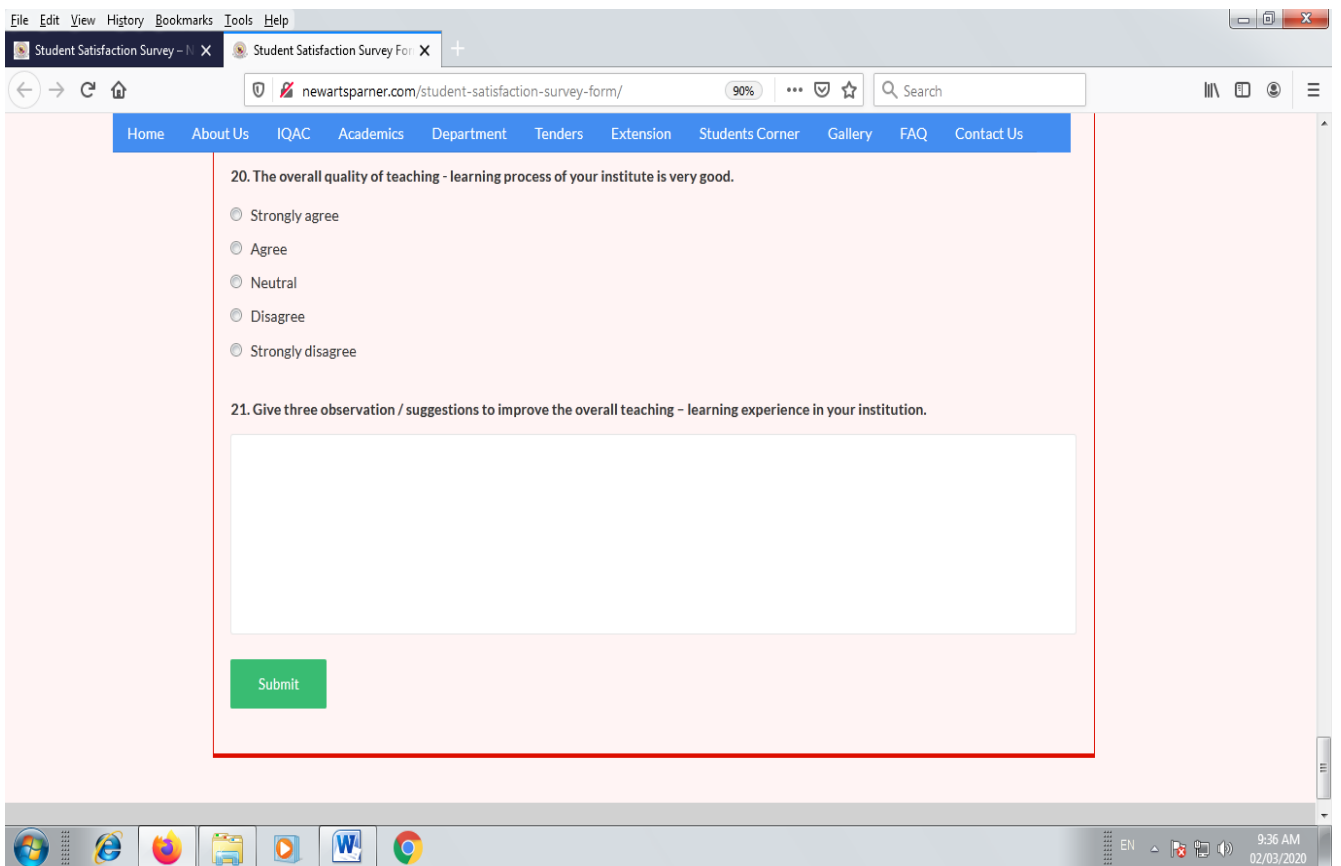 File Edit View History Bookmarks Tools Help
Student Satisfaction Survey – N
Student Satisfaction Survey For
newartsparner.com/student-satisfaction-survey-form/ 90% Search
Home About Us IQAC Academics Department Tenders Extension Students Corner Gallery FAQ Contact Us
20. The overall quality of teaching - learning process of your institute is very good.
Strongly agree
Agree
Neutral
Disagree
Strongly disagree
21. Give three observation / suggestions to improve the overall teaching – learning experience in your institution.
Submit
EN
9:36 AM
02/03/2020